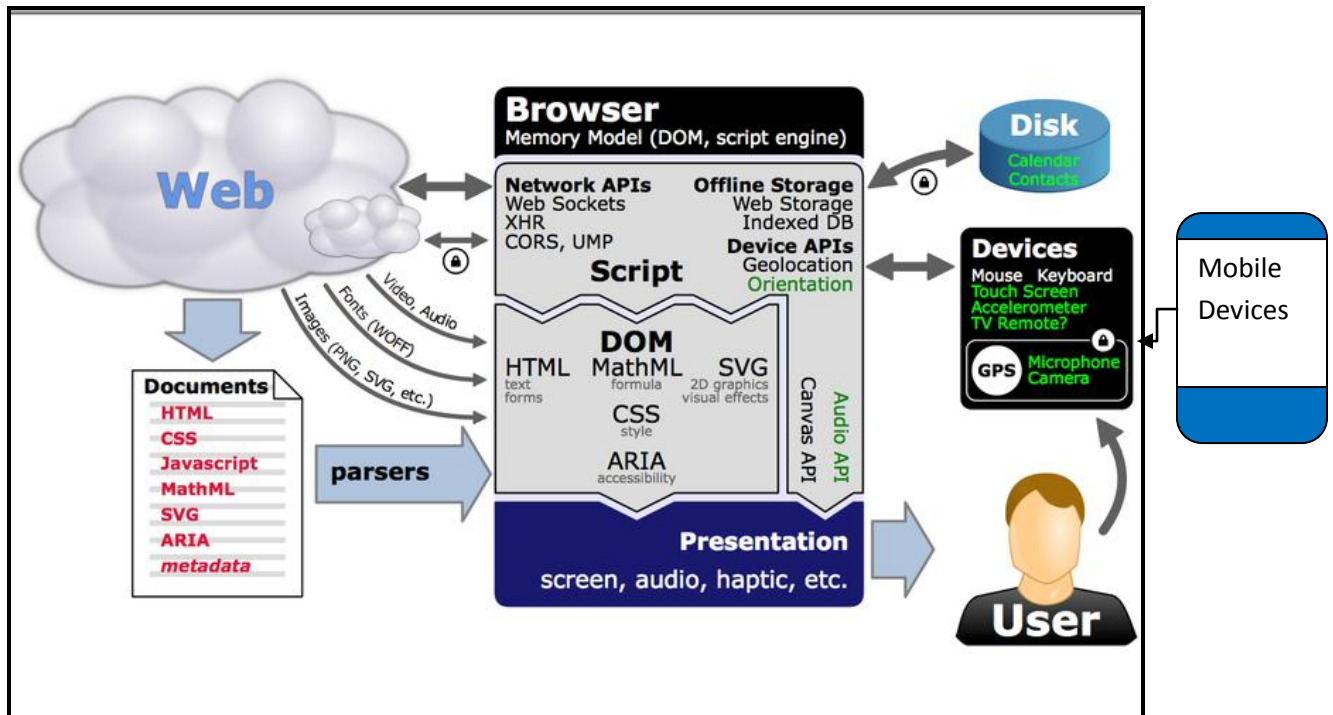 Web
Images (PNG, SVG, etc.)
Fonts (WOFF)
Video, Audio
Documents
HTML
CSS
Javascript
MathML
SVG
ARIA
metadata
parsers
Browser
Memory Model (DOM, script engine)
Network APIs
Web Sockets
XHR
CORS, UMP
Offline Storage
Web Storage
Indexed DB
Device APIs
Geolocation
Orientation
Script
DOM
HTML
text
forms
MathML
formula
SVG
2D graphics
visual effects
CSS
style
ARIA
accessibility
Canvas API
Audio API
Presentation
screen, audio, haptic, etc.
Disk
Calendar
Contacts
Devices
Mouse Keyboard
Touch Screen
Accelerometer
TV Remote?
GPS
Microphone
Camera
User
Mobile
Devices